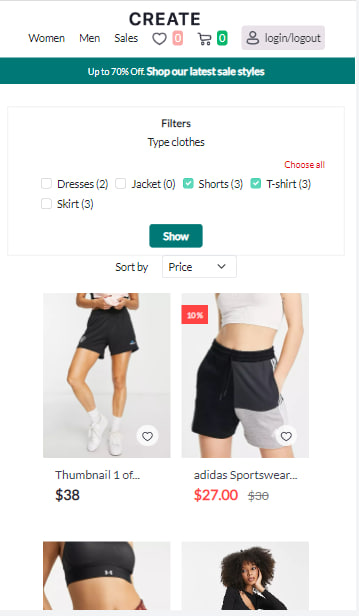 CREATE
Women Men Sales 0 0 login/logout
Up to 70% Off. Shop our latest sale styles
Filters
Type clothes
Choose all
Dresses (2) Jacket (0) Shorts (3) T-shirt (3)
Skirt (3)
Show
Sort by Price
10 %
Thumbnail 1 of... adidas Sportswear...
$38 $27.00 $30